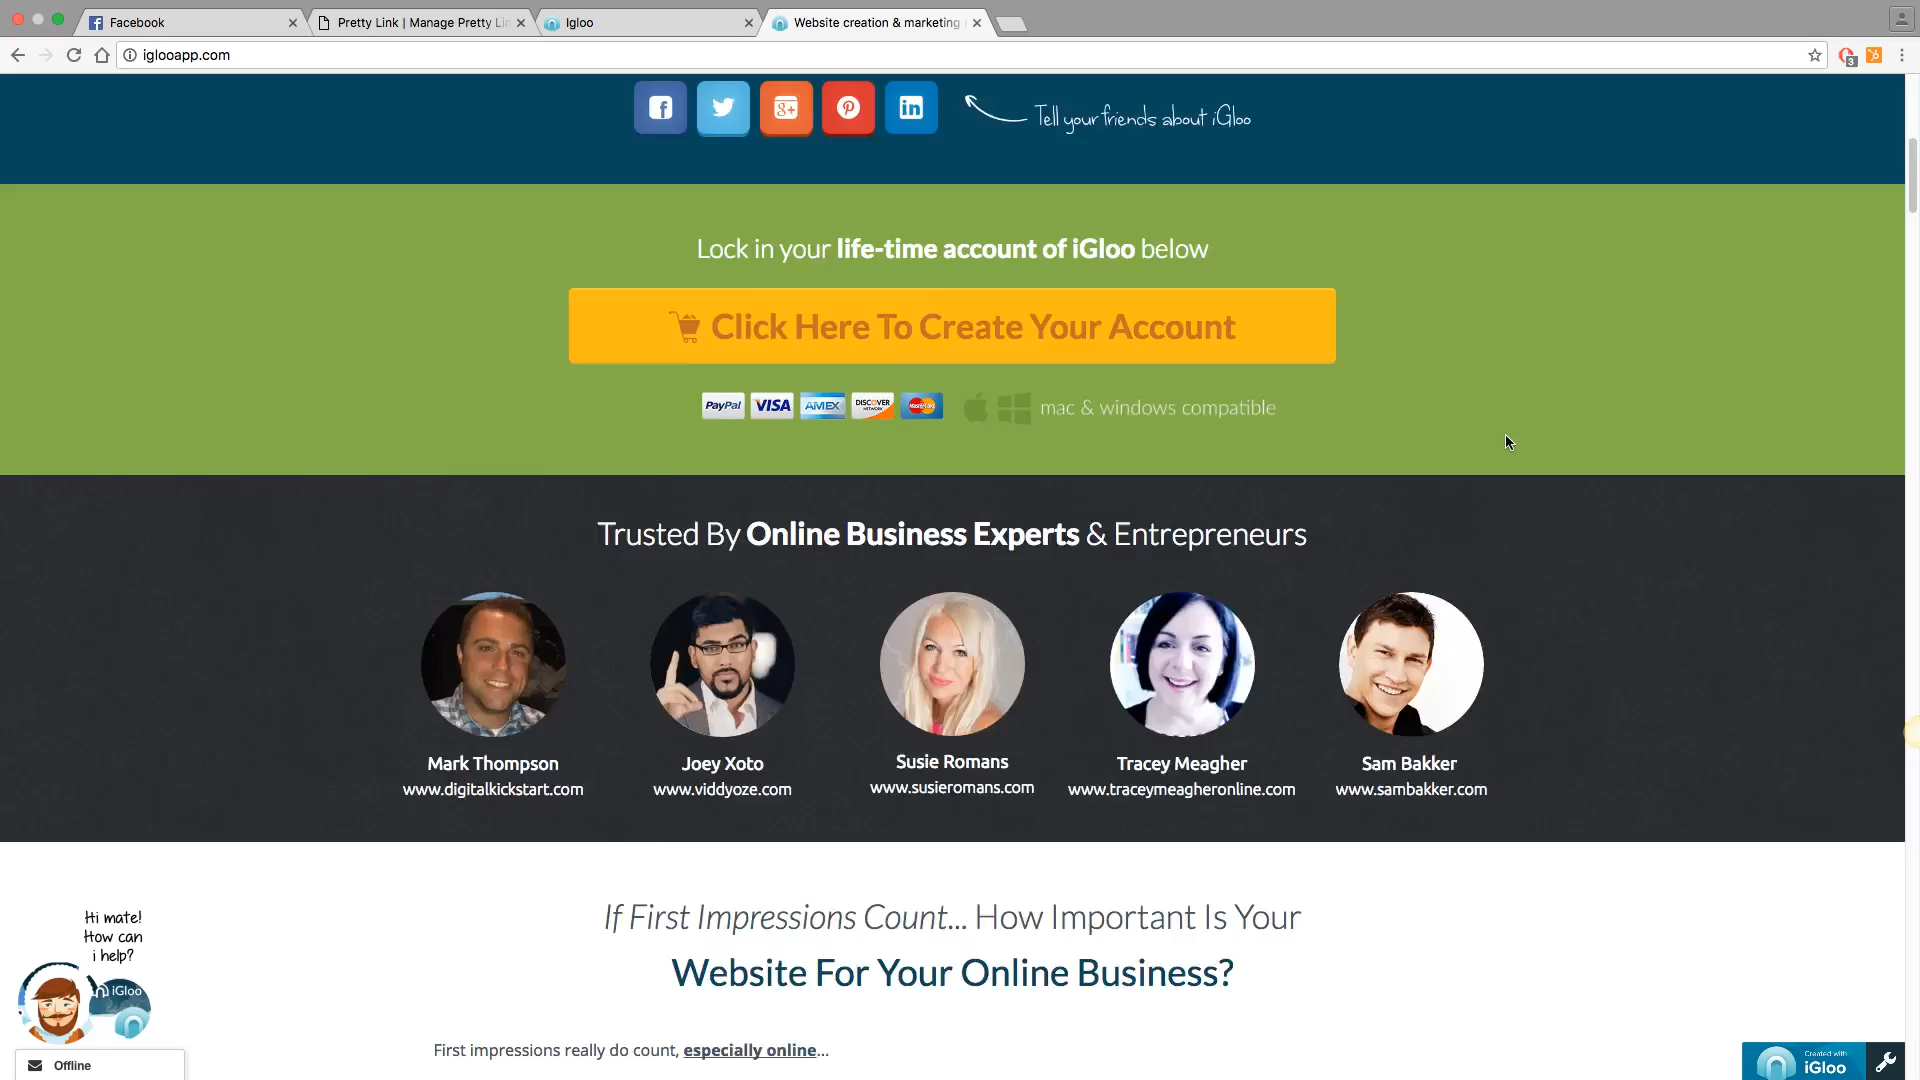 Facebook
Pretty Link | Manage Pretty Lin
Igloo
Website creation & marketing
iglooapp.com
3
Tell your friends about iGloo
Lock in your life-time account of iGloo below
Click Here To Create Your Account
PayPal VISA AMEX DISCOVER NETWORK MasterCard mac & windows compatible
Trusted By Online Business Experts & Entrepreneurs
Mark Thompson
www.digitalkickstart.com
Joey Xoto
www.viddyoze.com
Susie Romans
www.susieromans.com
Tracey Meagher
www.traceymeagheronline.com
Sam Bakker
www.sambakker.com
If First Impressions Count... How Important Is Your
Website For Your Online Business?
First impressions really do count, especially online...
Hi mate!
How can
i help?
iGloo
Offline
Created with
iGloo